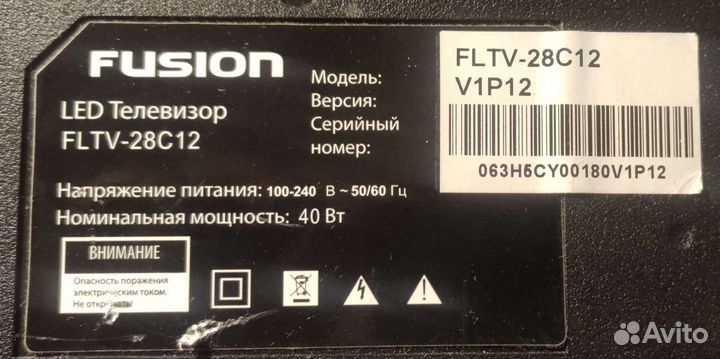 FUSION
LED Телевизор
FLTV-28C12
Модель:
Версия:
Серийный
номер:
FLTV-28C12
V1P12
063H5CY00180V1P12
Напряжение питания: 100-240 В ~ 50/60 Гц
Номинальная мощность: 40 Вт
ВНИМАНИЕ
Опасность поражения
электрическим током.
Не открывать!
Avito